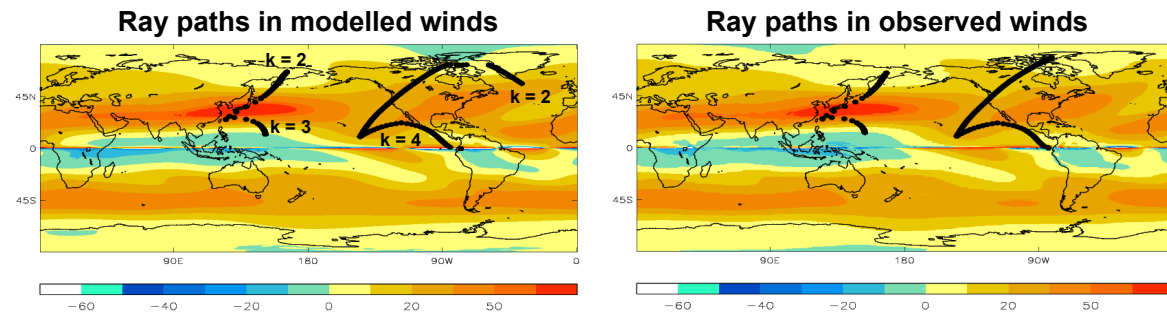 Ray paths in modelled winds
Ray paths in observed winds
k = 2
k = 2
k = 3
k = 4
45N
0
45S
90E
180
90W
0
45N
0
45S
90E
180
90W
−60
−40
−20
0
20
50
−60
−40
−20
0
20
50